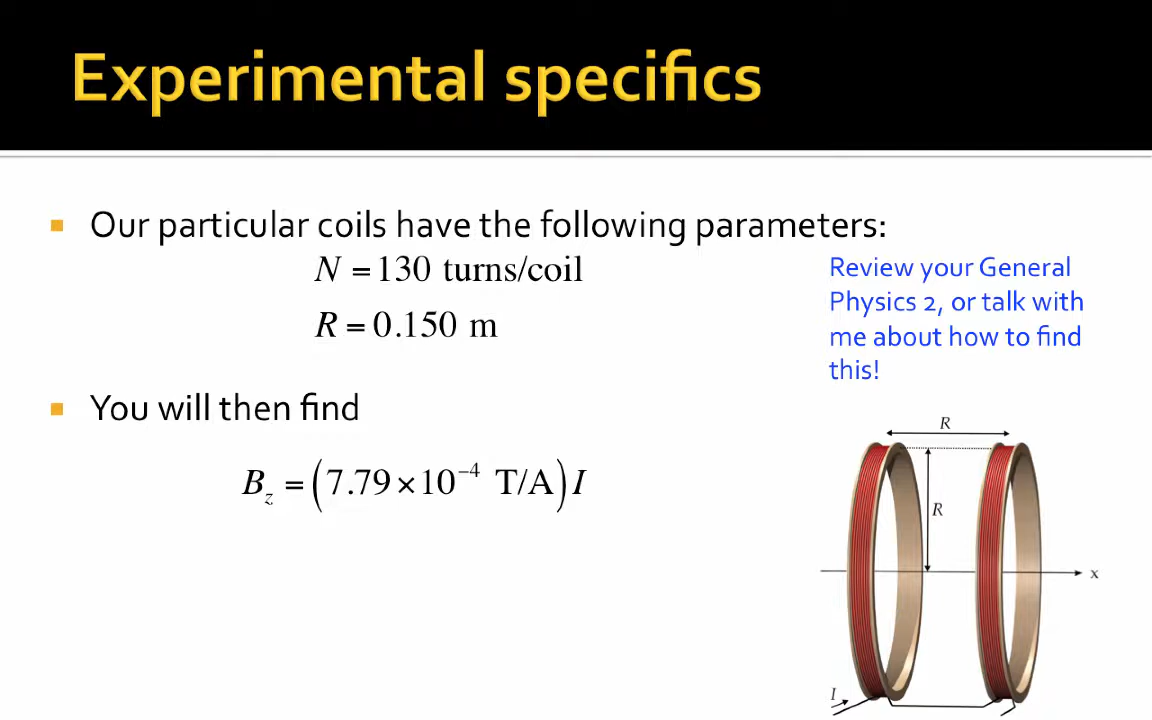 Experimental specifics
Our particular coils have the following parameters:
N = 130 turns/coil
R = 0.150 m
Review your General
Physics 2, or talk with
me about how to find
this!
You will then find
B_z = (7.79×10⁻⁴ T/A) I
R
R
x
I